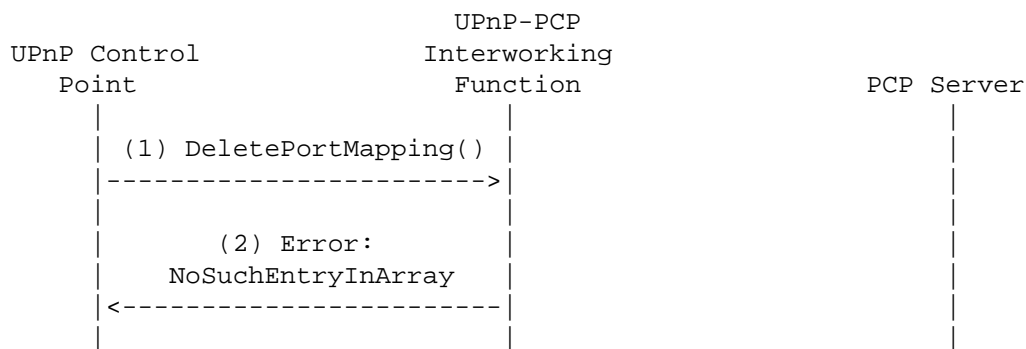 UPnP-PCP
UPnP Control Interworking
Point Function PCP Server
(1) DeletePortMapping()
(2) Error:
NoSuchEntryInArray